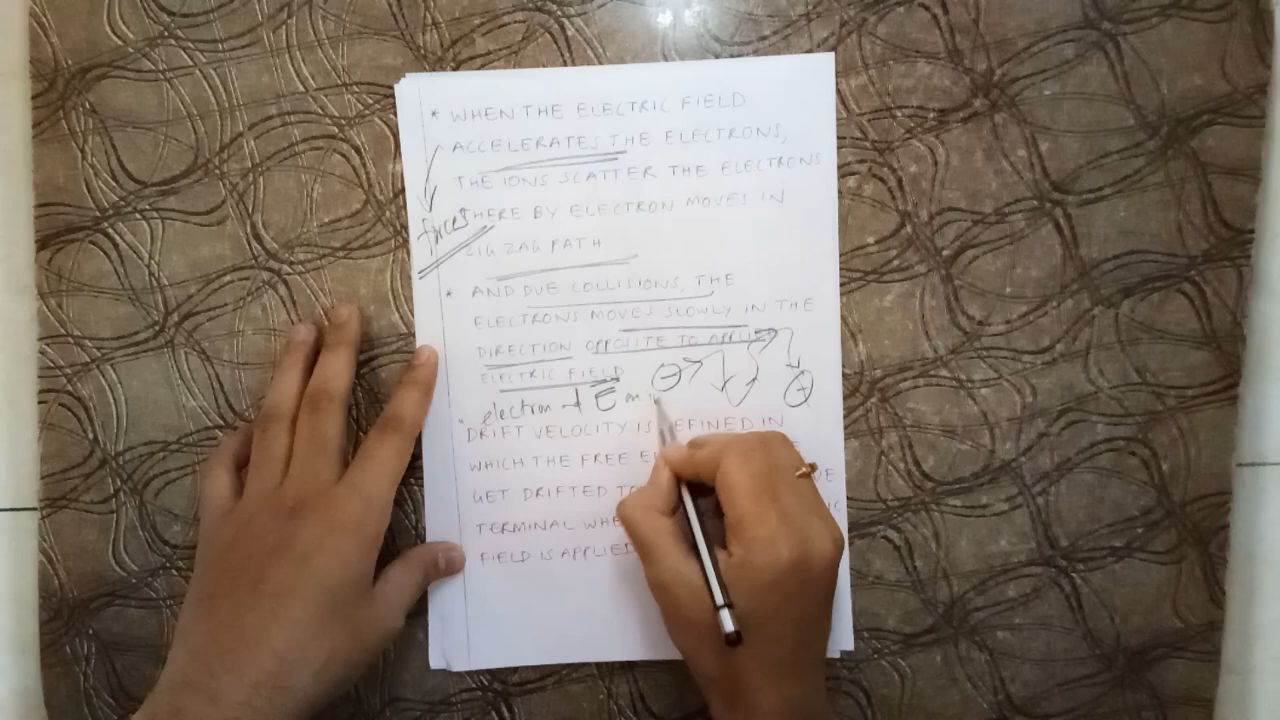 * WHEN THE ELECTRIC FIELD
ACCELERATES THE ELECTRONS,
THE IONS SCATTER THE ELECTRONS
forces THERE BY ELECTRON MOVES IN
ZIG ZAG PATH
* AND DUE COLLISIONS, THE
ELECTRONS MOVES SLOWLY IN THE
DIRECTION OPPOSITE TO APPLIED
ELECTRIC FIELD
electron E
DRIFT VELOCITY IS DEFINED IN
WHICH THE FREE
GET DRIFTED
TERMINAL
FIELD IS APPLIED